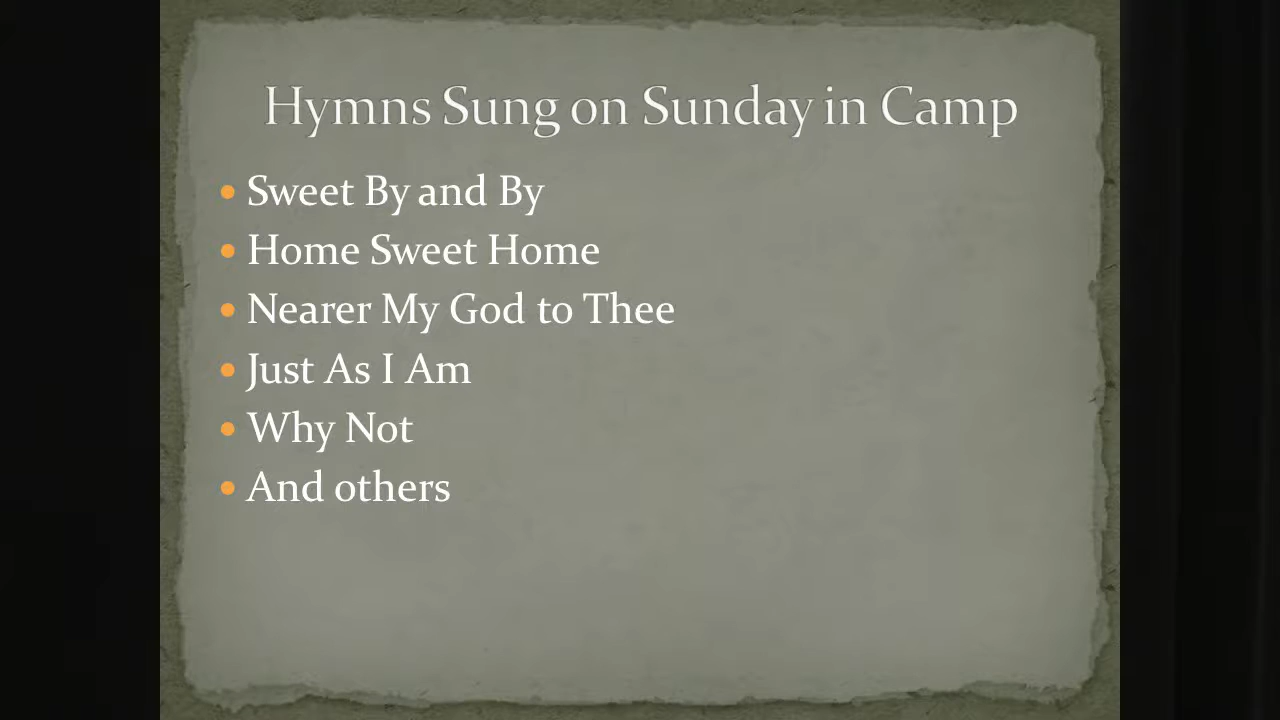 Hymns Sung on Sunday in Camp
Sweet By and By
Home Sweet Home
Nearer My God to Thee
Just As I Am
Why Not
And others